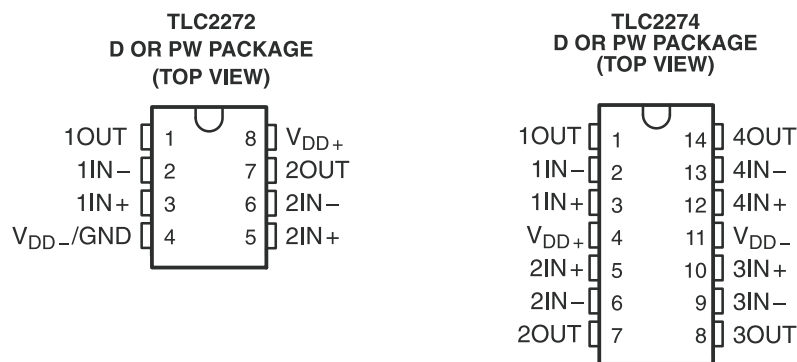 TLC2272
D OR PW PACKAGE
(TOP VIEW)
1OUT 1 8 VDD+
1IN− 2 7 2OUT
1IN+ 3 6 2IN−
VDD−/GND 4 5 2IN+
TLC2274
D OR PW PACKAGE
(TOP VIEW)
1OUT 1 14 4OUT
1IN− 2 13 4IN−
1IN+ 3 12 4IN+
VDD+ 4 11 VDD−
2IN+ 5 10 3IN+
2IN− 6 9 3IN−
2OUT 7 8 3OUT